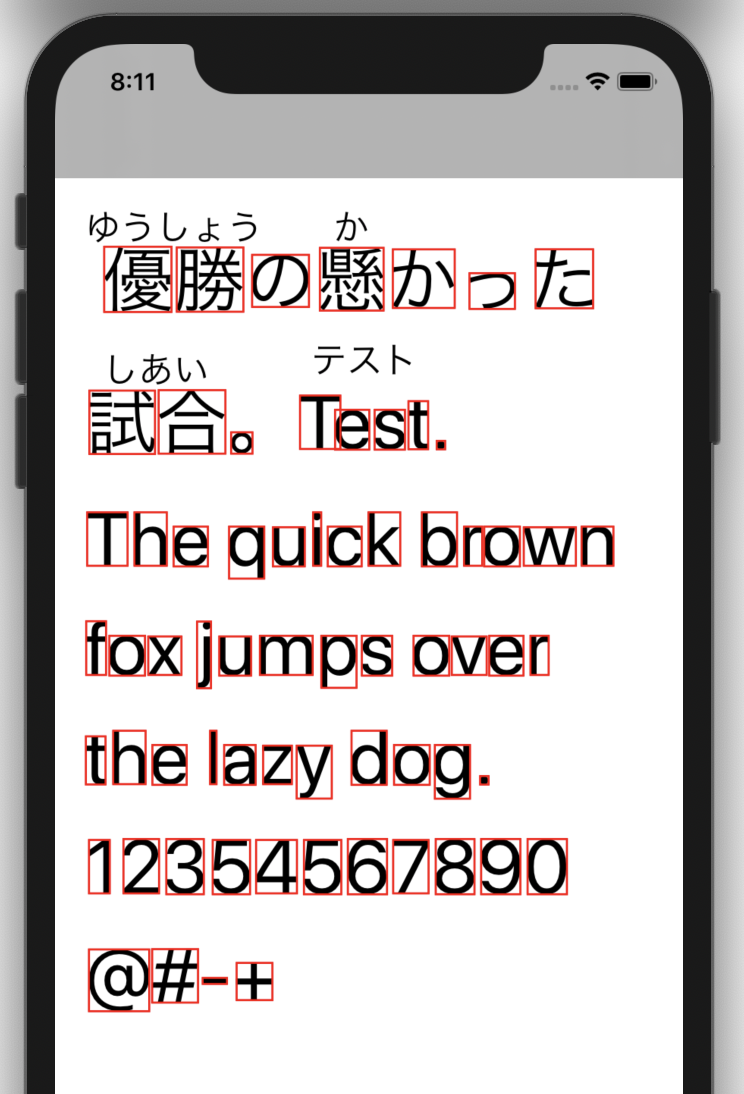 8:11
ゆうしょう か
優勝の懸かった
しあい テスト
試合。 Test.
The quick brown
fox jumps over
the lazy dog.
12354567890
@#-+